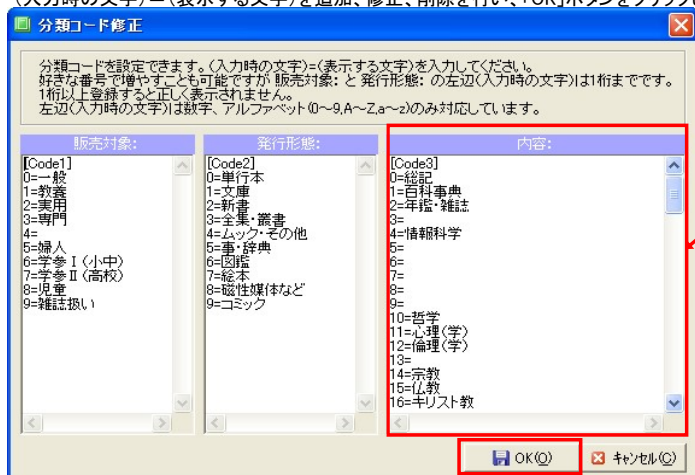 (入力時の文字)=(表示する文字)を追加、修正、削除を行い、「OK」ボタンをクリック
分類コード修正
分類コードを設定できます。(入力時の文字)=(表示する文字)を入力してください。
好きな番号で増やすことも可能ですが 販売対象: と 発行形態: の左辺(入力時の文字)は1桁までです。
1桁以上登録すると正しく表示されません。
左辺(入力時の文字)は数字、アルファベット(0~9,A~Z,a~z)のみ対応しています。
販売対象:
[Code1]
0=一般
1=教養
2=実用
3=専門
4=
5=婦人
6=学参Ⅰ(小中)
7=学参Ⅱ(高校)
8=児童
9=雑誌扱い
発行形態:
[Code2]
0=単行本
1=文庫
2=新書
3=全集・叢書
4=ムック・その他
5=事・辞典
6=図鑑
7=絵本
8=磁性媒体など
9=コミック
内容:
[Code3]
0=総記
1=百科事典
2=年鑑・雑誌
3=
4=情報科学
5=
6=
7=
8=
9=
10=哲学
11=心理(学)
12=倫理(学)
13=
14=宗教
15=仏教
16=キリスト教
OK(O)
キャンセル(C)